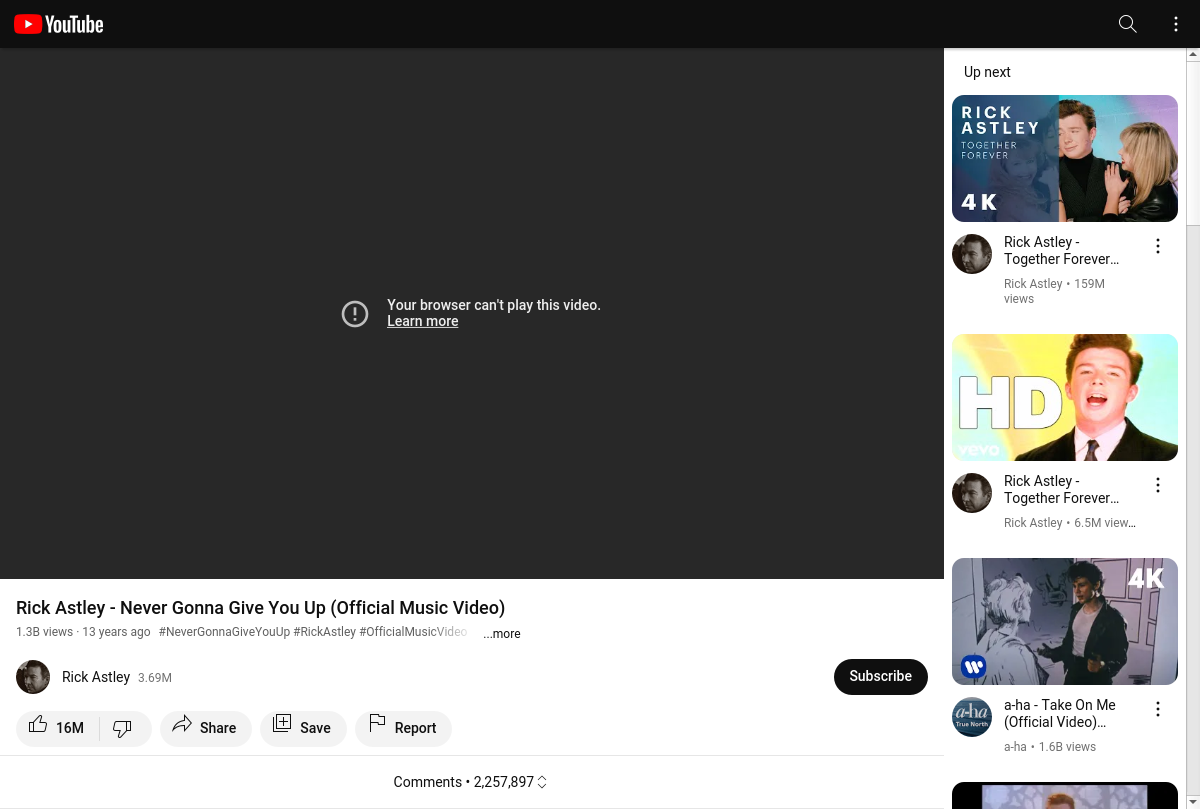 YouTube
Your browser can't play this video.
Learn more
Rick Astley - Never Gonna Give You Up (Official Music Video)
1.3B views · 13 years ago #NeverGonnaGiveYouUp #RickAstley #OfficialMusicVideo
...more
Rick Astley 3.69M
Subscribe
16M
Share
Save
Report
Comments • 2,257,897
Up next
RICK
ASTLEY
TOGETHER
FOREVER
4K
Rick Astley -
Together Forever…
Rick Astley • 159M
views
HD
vevo
Rick Astley -
Together Forever…
Rick Astley • 6.5M view…
4K
a-ha
True North
a-ha - Take On Me
(Official Video)…
a-ha • 1.6B views